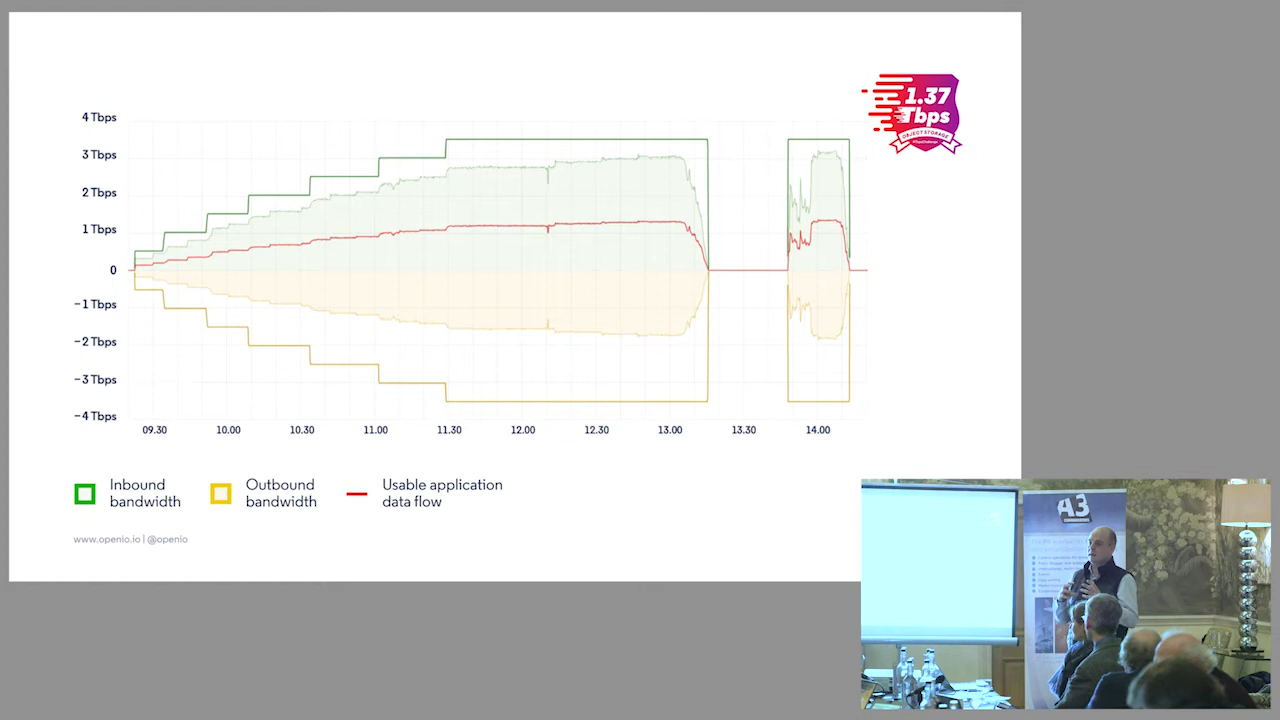 1.37
Tbps
OBJECT STORAGE
#TbpsChallenge
4 Tbps
3 Tbps
2 Tbps
1 Tbps
0
−1 Tbps
−2 Tbps
−3 Tbps
−4 Tbps
09.30 10.00 10.30 11.00 11.30 12.00 12.30 13.00 13.30 14.00
Inbound
bandwidth
Outbound
bandwidth
Usable application
data flow
www.openio.io | @openio
A3
COMMUNICATIONS